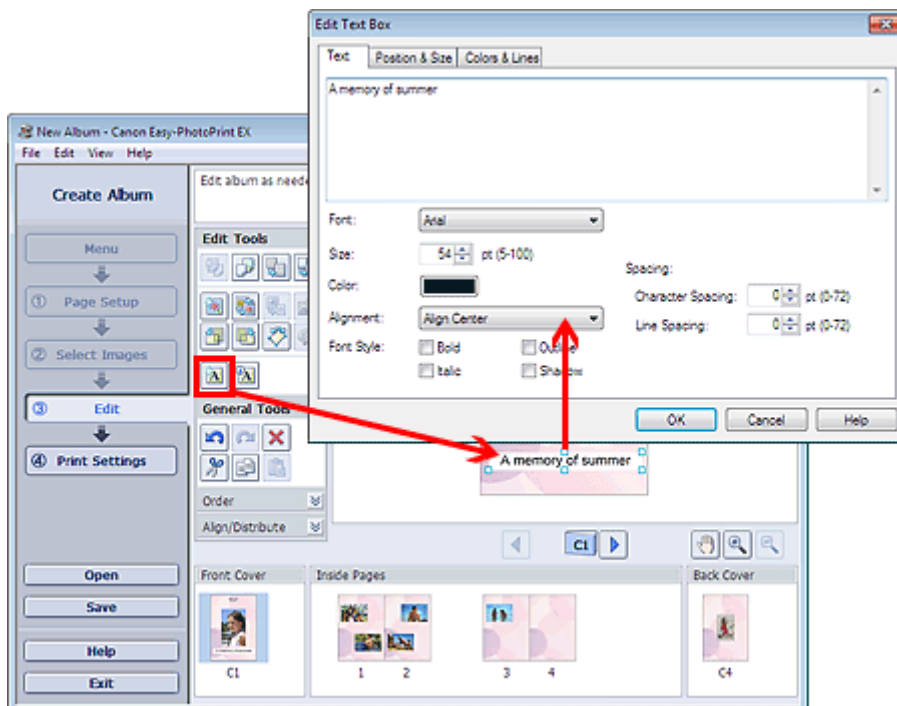 Edit Text Box
Text Position & Size Colors & Lines
A memory of summer
Font: Arial
Size: 54 pt (5-100)
Color:
Alignment: Align Center
Font Style: Bold Outline
Italic Shadow
Spacing:
Character Spacing: 0 pt (0-72)
Line Spacing: 0 pt (0-72)
OK Cancel Help
New Album - Canon Easy-PhotoPrint EX
File Edit View Help
Create Album
Edit album as neede
Menu
① Page Setup
② Select Images
③ Edit
④ Print Settings
Open
Save
Help
Exit
Edit Tools
A A
General Tools
Order
Align/Distribute
A memory of summer
C1
Front Cover
C1
Inside Pages
1 2 3 4
Back Cover
C4